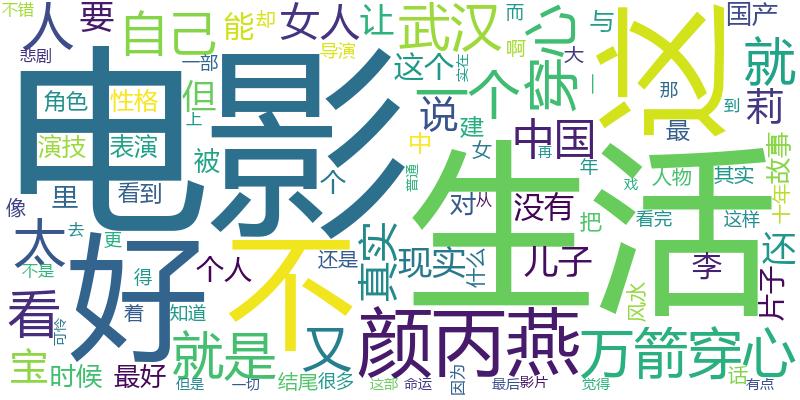 不错
人
要
自己
能
却
女人
让
武汉
而
与
国产
悲剧
一部
导演
这个
实在
一个
啊
穿心
大
一
这
就
电影
角色
性格
但
上
说
建
中
中国
最
那
到
莉
演技
表演
被
女
再
年
十年
故事
里
看到
个
普通
生活
对
从
没有
把
戏
人物
其实
看完
这样
像
太
去
更
好
不
还是
真实
现实
什么
儿子
风水
李
还
片子
不是
得
个人
看
可怜
着
知道
就是
又
颜丙燕
万箭穿心
宝
时候
最好
但是
一切
结尾
很多
这部
命运
因为
最后
影片
觉得
话
有点